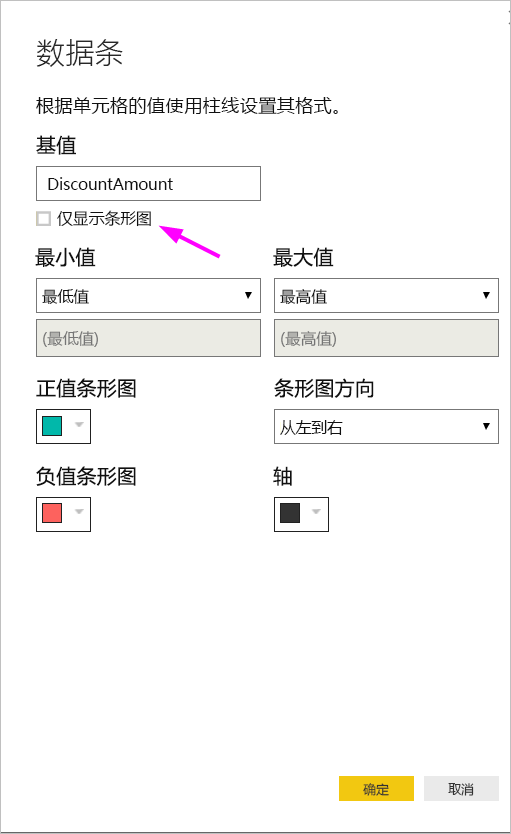 数据条
根据单元格的值使用柱线设置其格式。
基值
DiscountAmount
仅显示条形图
最小值
最大值
最低值
最高值
(最低值)
(最高值)
正值条形图
条形图方向
从左到右
负值条形图
轴
确定
取消